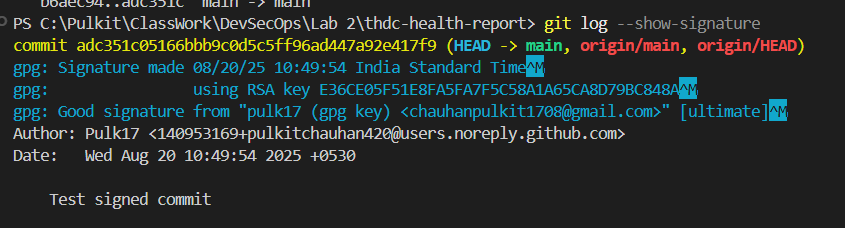 b6aec94..adc351c  main -> main
PS C:\Pulkit\ClassWork\DevSecOps\Lab 2\thdc-health-report> git log --show-signature
commit adc351c05166bbb9c0d5c5ff96ad447a92e417f9 (HEAD -> main, origin/main, origin/HEAD)
gpg: Signature made 08/20/25 10:49:54 India Standard Time^M
gpg:                using RSA key E36CE05F51E8FA5FA7F5C58A1A65CA8D79BC848A^M
gpg: Good signature from "pulk17 (gpg key) <chauhanpulkit1708@gmail.com>" [ultimate]^M
Author: Pulk17 <140953169+pulkitchauhan420@users.noreply.github.com>
Date:   Wed Aug 20 10:49:54 2025 +0530
    Test signed commit